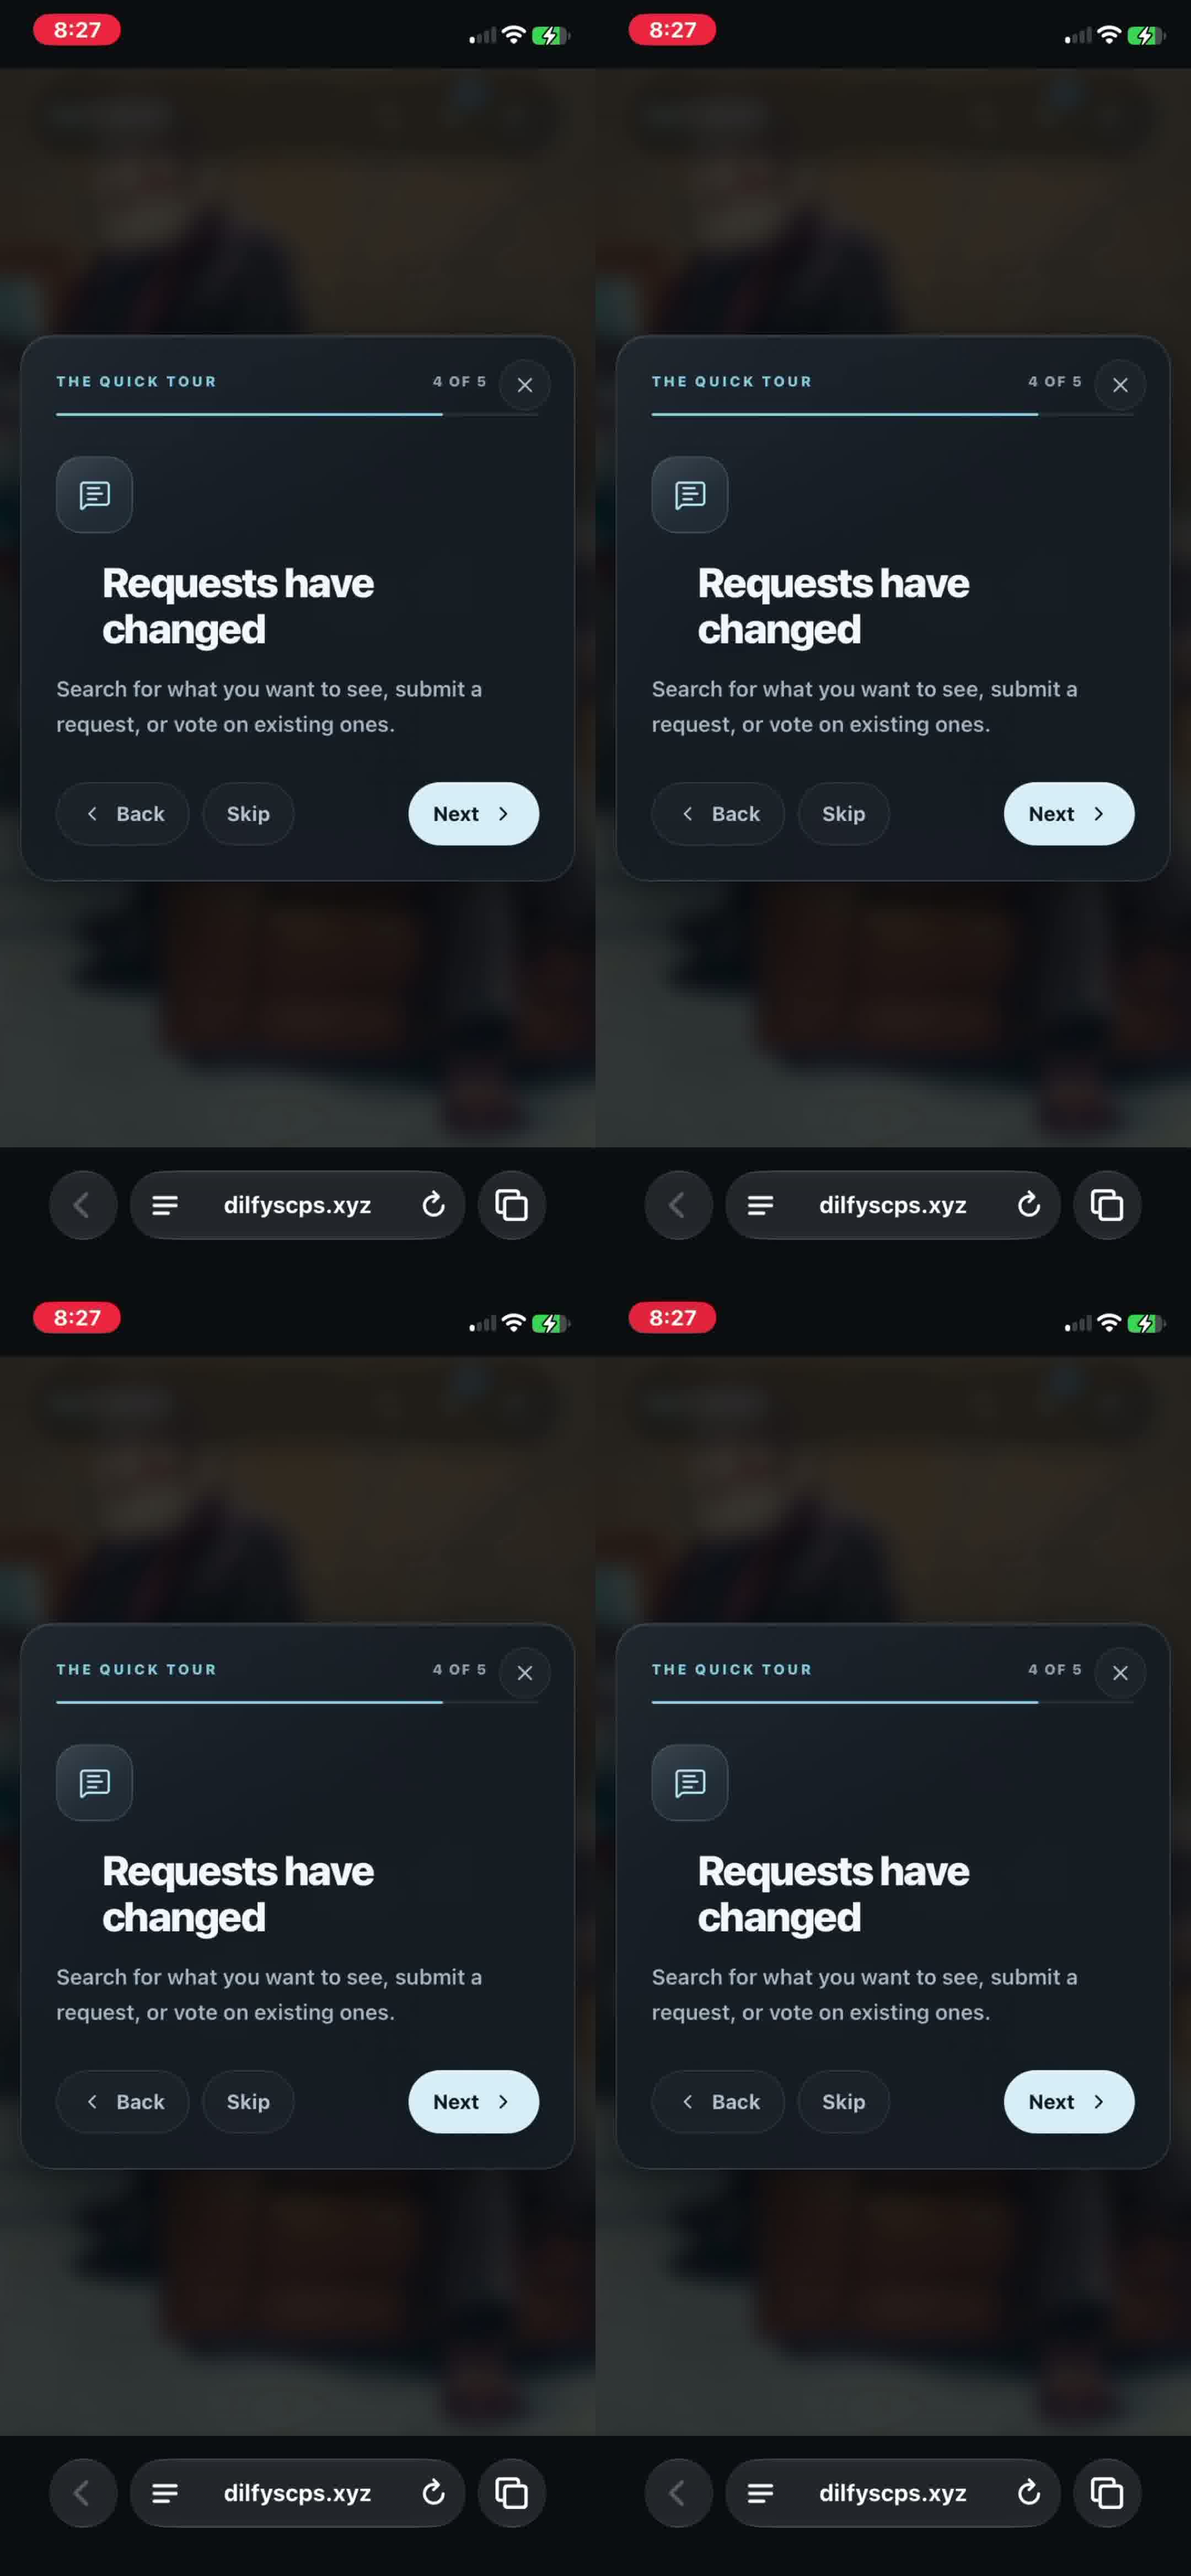 8:27
THE QUICK TOUR
4 OF 5
Requests have
changed
Search for what you want to see, submit a
request, or vote on existing ones.
Back
Skip
Next
dilfyscps.xyz
8:27
THE QUICK TOUR
4 OF 5
Requests have
changed
Search for what you want to see, submit a
request, or vote on existing ones.
Back
Skip
Next
dilfyscps.xyz
8:27
THE QUICK TOUR
4 OF 5
Requests have
changed
Search for what you want to see, submit a
request, or vote on existing ones.
Back
Skip
Next
dilfyscps.xyz
8:27
THE QUICK TOUR
4 OF 5
Requests have
changed
Search for what you want to see, submit a
request, or vote on existing ones.
Back
Skip
Next
dilfyscps.xyz